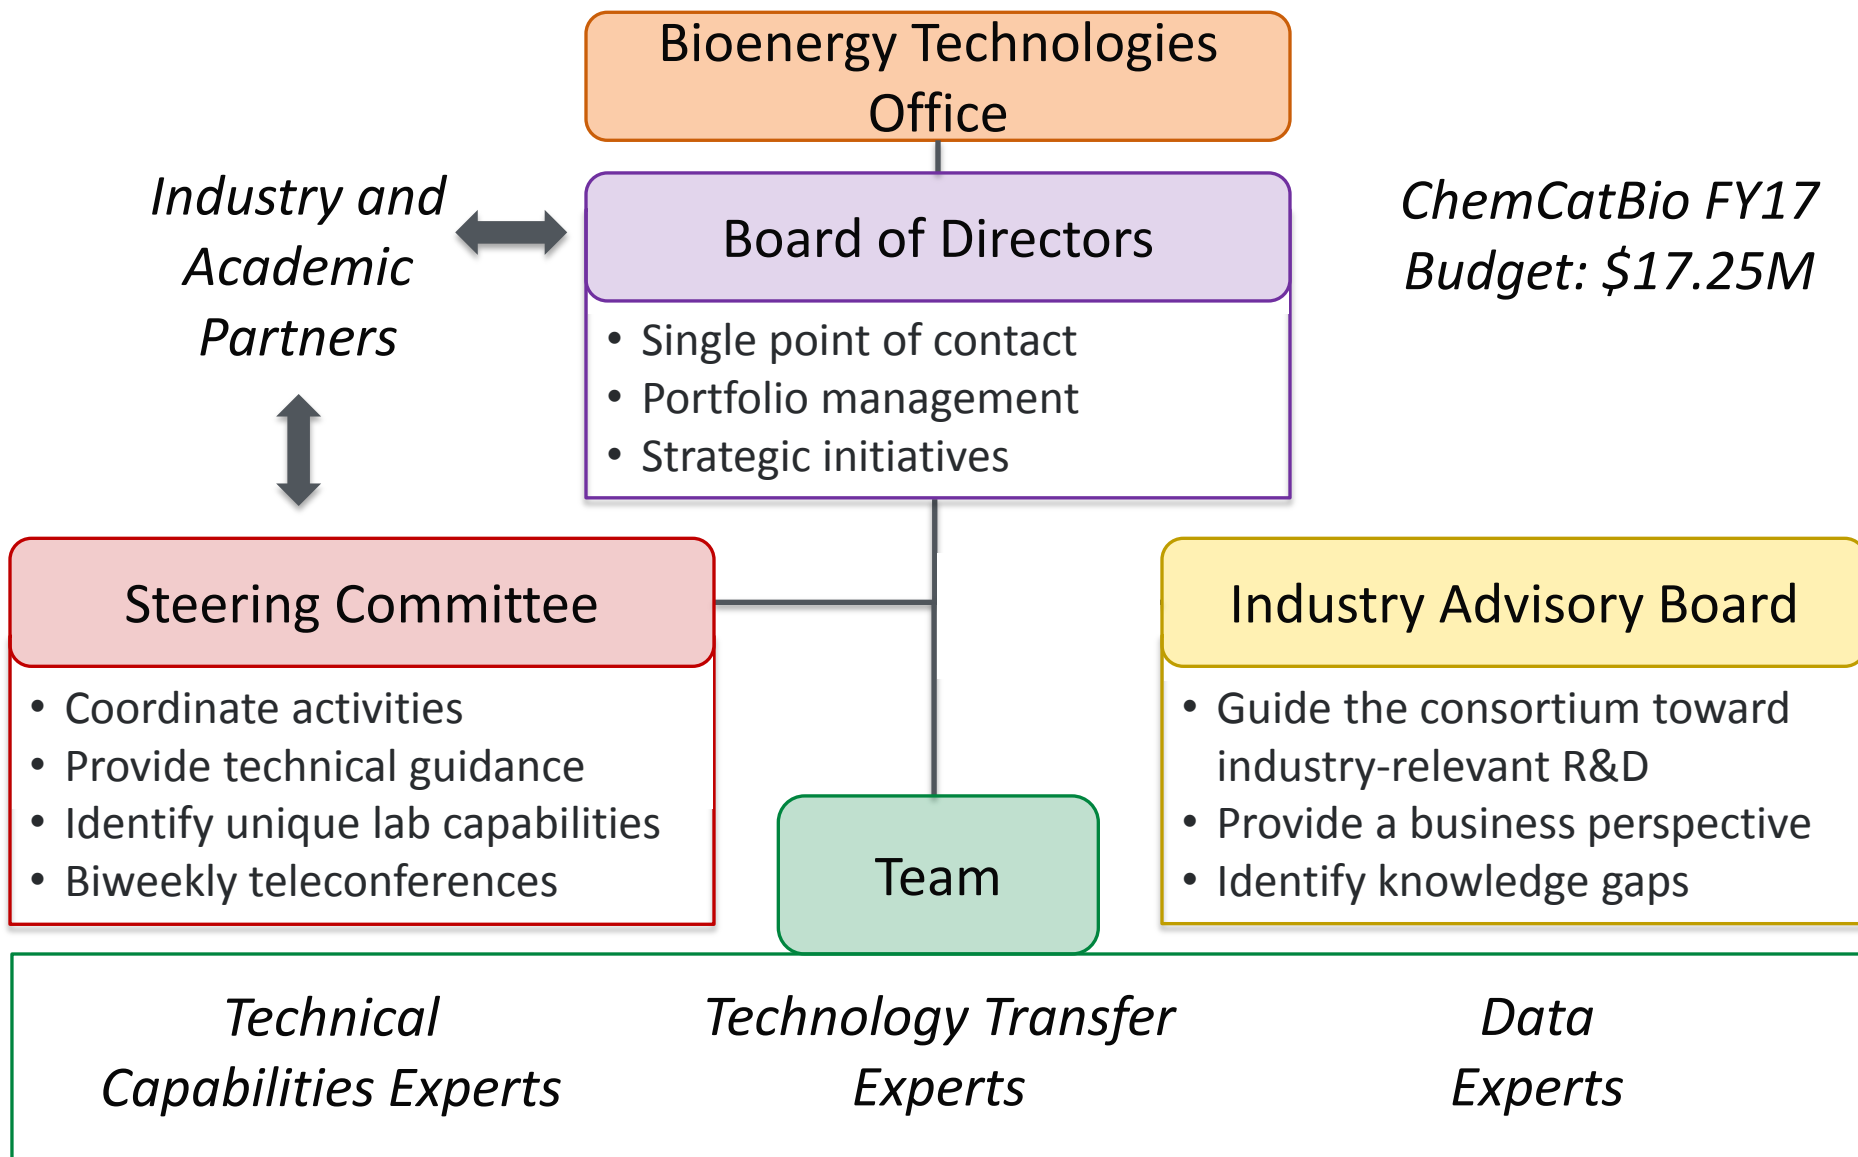 Bioenergy Technologies
Office
Industry and
Academic
Partners
Board of Directors
• Single point of contact
• Portfolio management
• Strategic initiatives
ChemCatBio FY17
Budget: $17.25M
Steering Committee
• Coordinate activities
• Provide technical guidance
• Identify unique lab capabilities
• Biweekly teleconferences
Industry Advisory Board
• Guide the consortium toward
industry-relevant R&D
• Provide a business perspective
• Identify knowledge gaps
Team
Technical
Capabilities Experts
Technology Transfer
Experts
Data
Experts